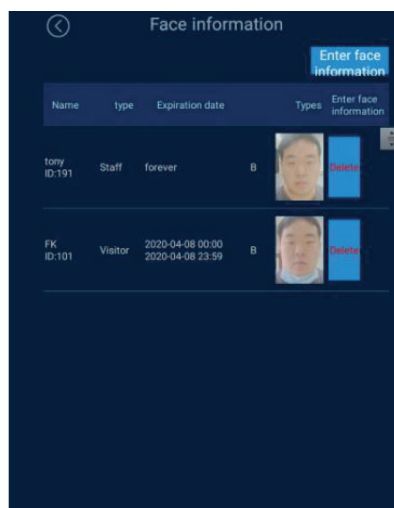 Face information
Enter face
information
Name type Expiration date Types Enter face
information
tony
ID:191
Staff forever B Delete
FK
ID:101
Visitor 2020-04-08 00:00
2020-04-08 23:59
B Delete